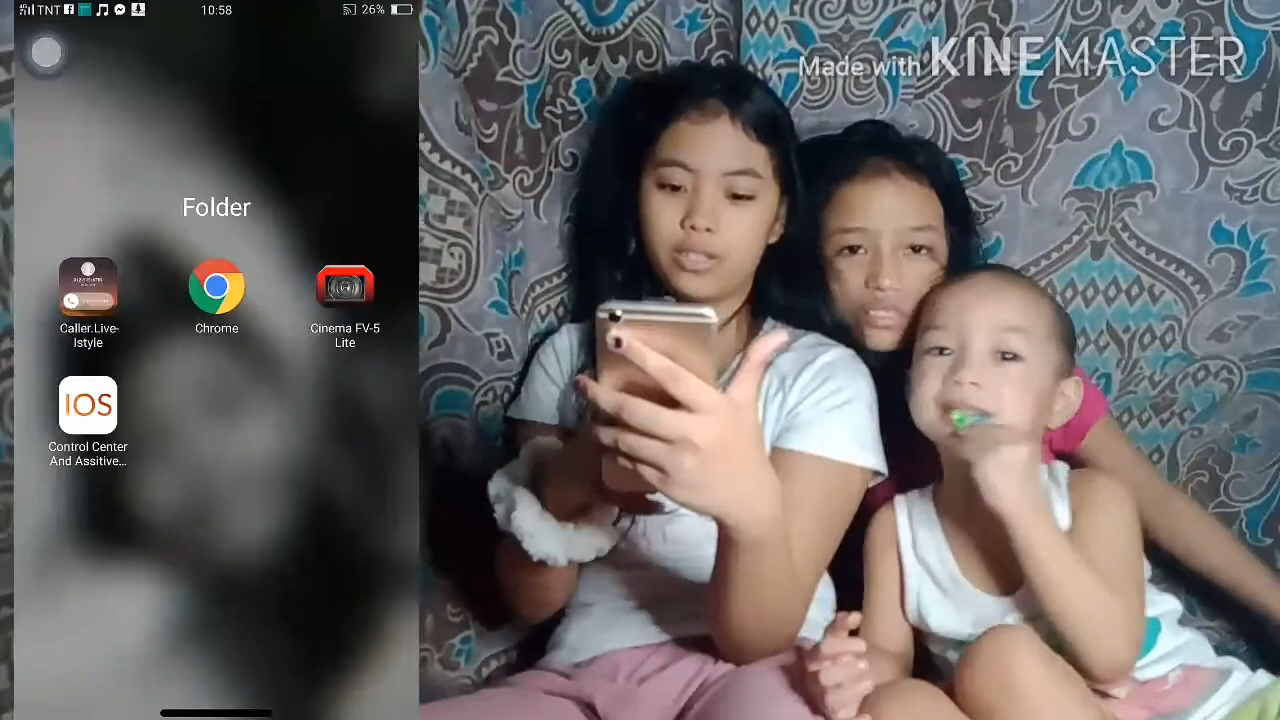 TNT
10:58
26%
Made with KINEMASTER
Folder
Caller.Live-
Istyle
Chrome
Cinema FV-5
Lite
IOS
Control Center
And Assitive...